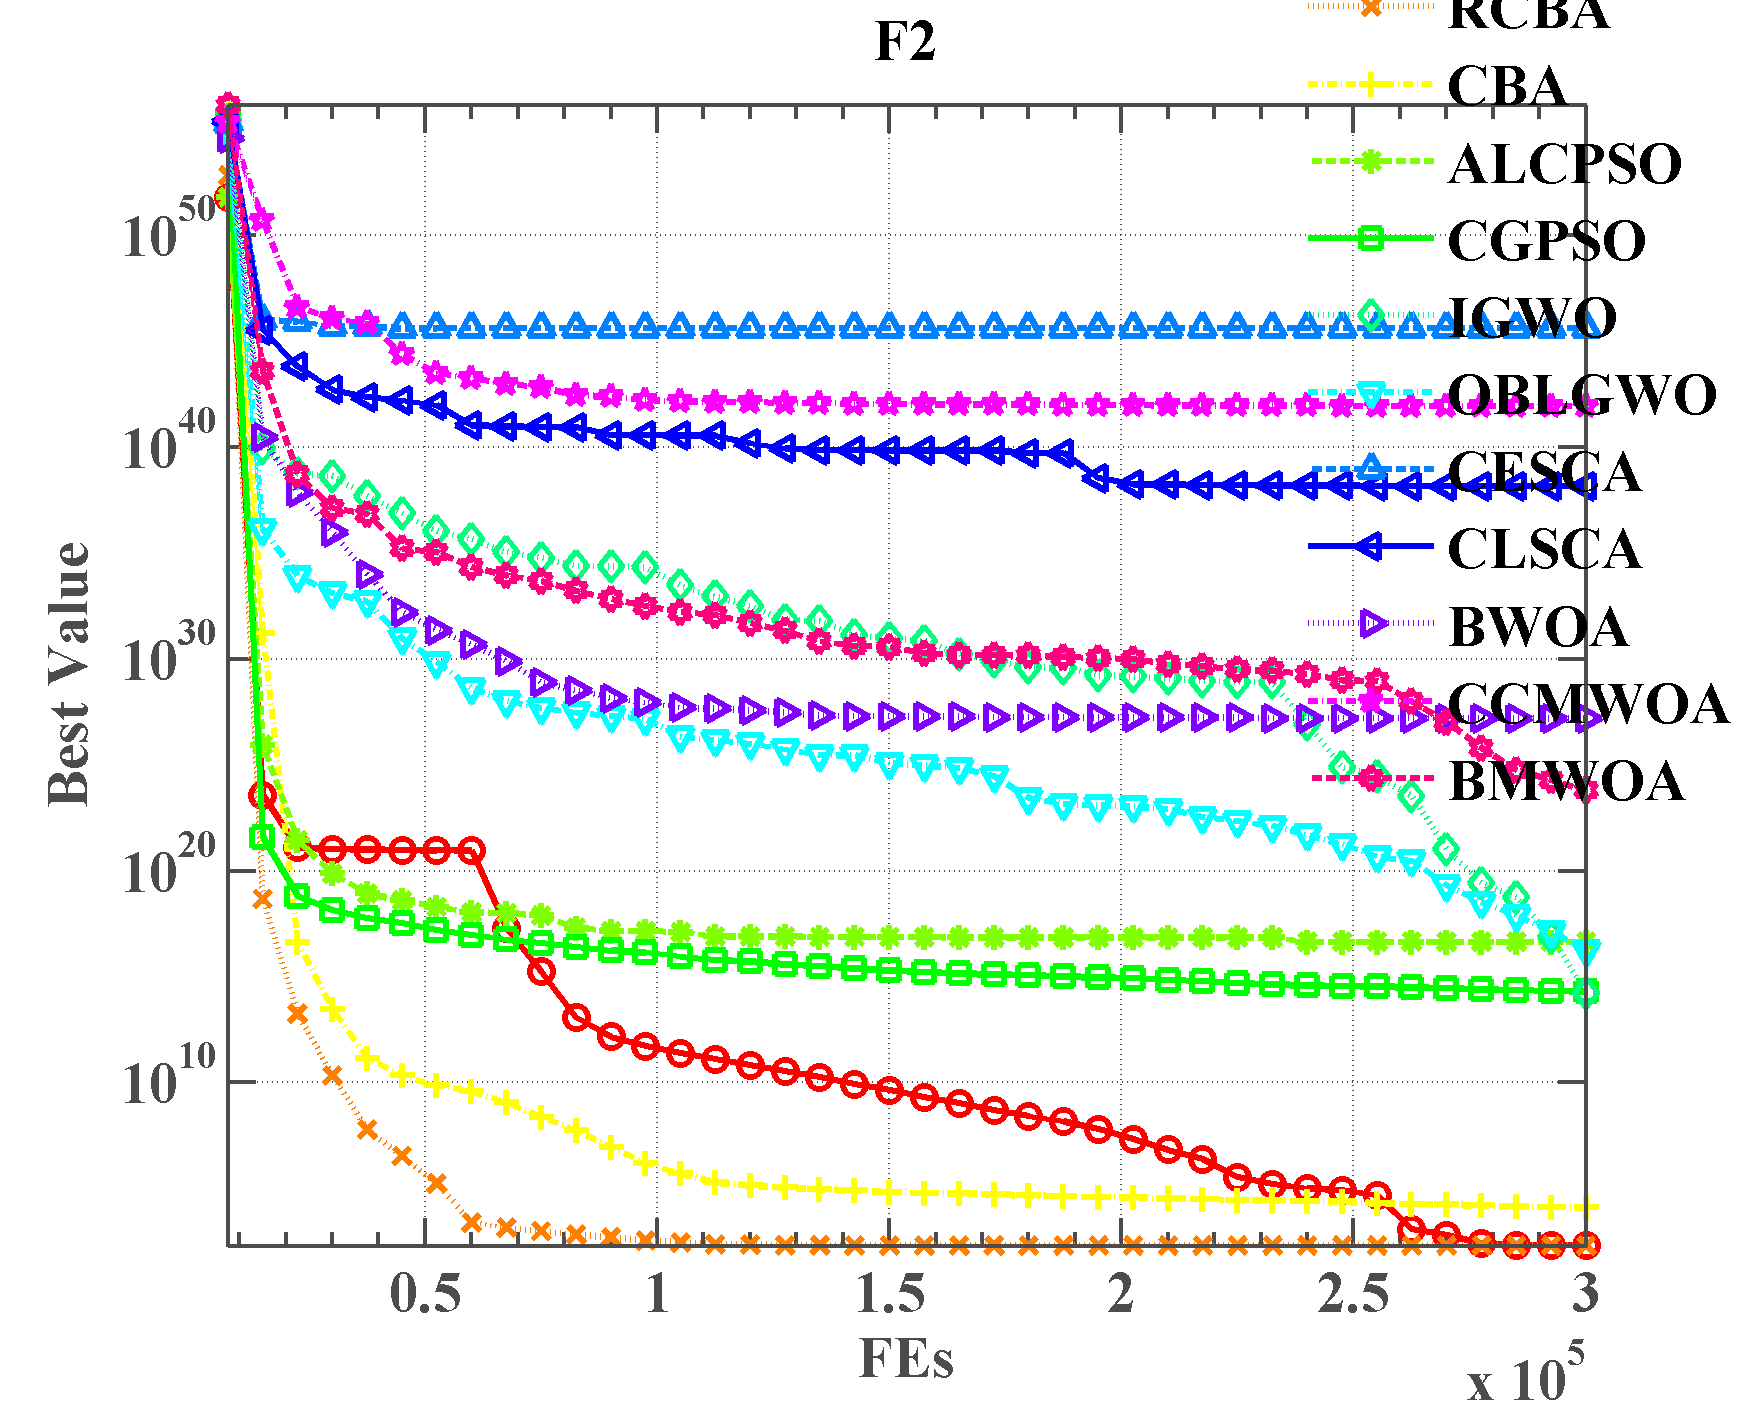 RCBA
F2
CBA
ALCPSO
CGPSO
IGWO
OBLGWO
CESCA
CLSCA
BWOA
CCMWOA
BMWOA
Best Value
10^50
10^40
10^30
10^20
10^10
0.5 1 1.5 2 2.5 3
FEs
x 10^5